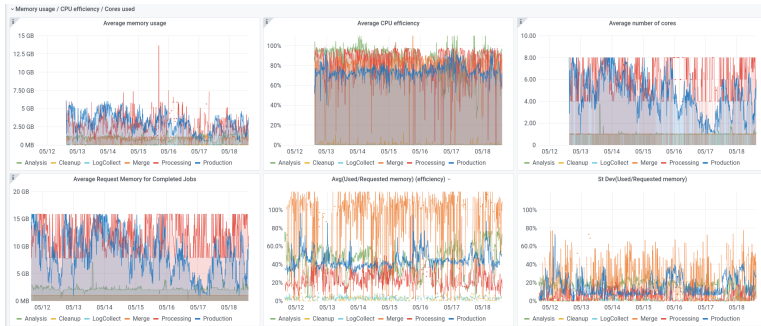 Memory usage / CPU efficiency / Cores used
Average memory usage
15 GB
13 GB
10 GB
7.50 GB
5 GB
2.50 GB
0 MB
05/12 05/13 05/14 05/15 05/16 05/17 05/18
Analysis Cleanup LogCollect Merge Processing Production
Average CPU efficiency
100%
80%
60%
40%
20%
0%
05/12 05/13 05/14 05/15 05/16 05/17 05/18
Analysis Cleanup LogCollect Merge Processing Production
Average number of cores
10.00
8.00
6.00
4.00
2.00
0
05/12 05/13 05/14 05/15 05/16 05/17 05/18
Analysis Cleanup LogCollect Merge Processing Production
Average Request Memory for Completed Jobs
20 GB
15 GB
10 GB
5 GB
0 MB
05/12 05/13 05/14 05/15 05/16 05/17 05/18
Analysis Cleanup LogCollect Merge Processing Production
Avg(Used/Requested memory) (efficiency)
100%
80.0%
60.0%
40.0%
20.0%
0%
05/12 05/13 05/14 05/15 05/16 05/17 05/18
Analysis Cleanup LogCollect Merge Processing Production
St Dev(Used/Requested memory)
100%
80.0%
60.0%
40.0%
20.0%
0%
05/12 05/13 05/14 05/15 05/16 05/17 05/18
Analysis Cleanup LogCollect Merge Processing Production